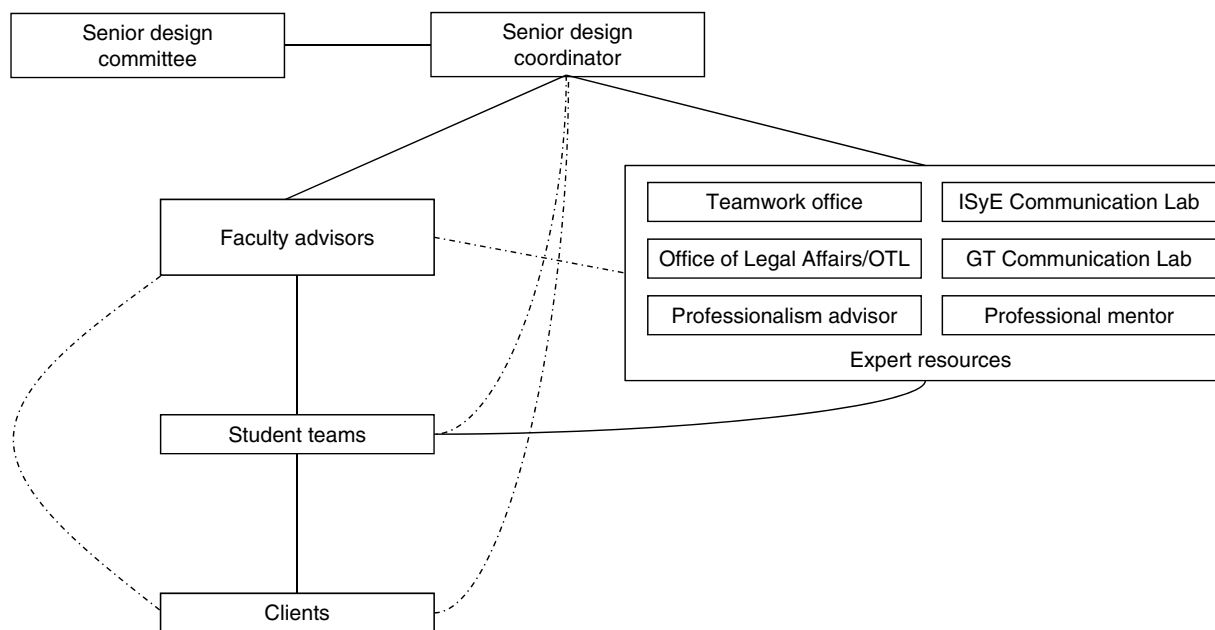 Senior design
committee
Senior design
coordinator
Faculty advisors
Teamwork office
ISyE Communication Lab
Office of Legal Affairs/OTL
GT Communication Lab
Professionalism advisor
Professional mentor
Expert resources
Student teams
Clients